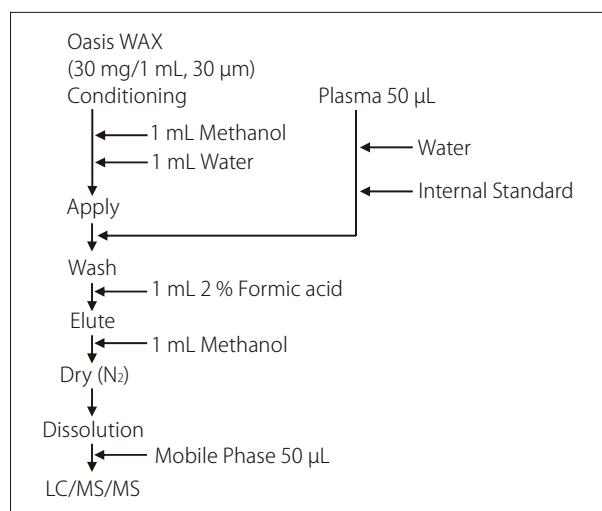 Oasis WAX
(30 mg/1 mL, 30 µm)
Conditioning
Plasma 50 µL
1 mL Methanol
1 mL Water
Water
Internal Standard
Apply
Wash
1 mL 2 % Formic acid
Elute
1 mL Methanol
Dry (N₂)
Dissolution
Mobile Phase 50 µL
LC/MS/MS